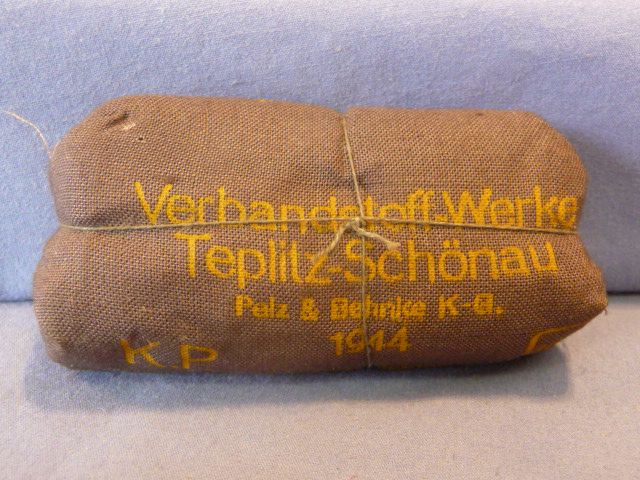 Verbandstoff-Werke
Teplitz-Schönau
Pelz & Behnke K-G.
1944
K.P